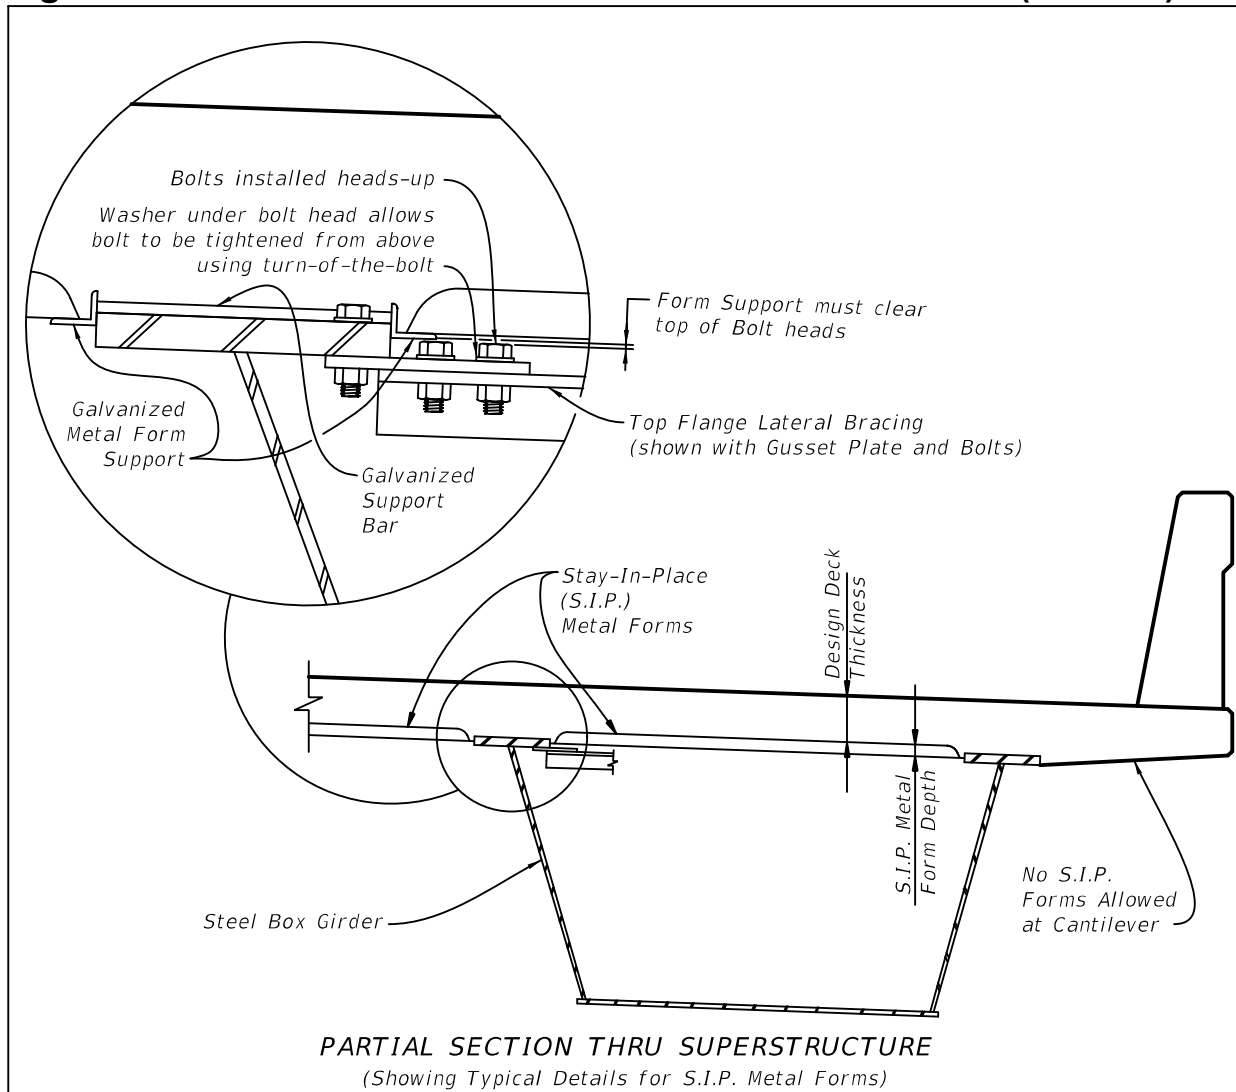 Bolts installed heads-up
Washer under bolt head allows
bolt to be tightened from above
using turn-of-the-bolt
Form Support must clear
top of Bolt heads
Galvanized
Metal Form
Support
Top Flange Lateral Bracing
(shown with Gusset Plate and Bolts)
Galvanized
Support
Bar
Stay-In-Place
(S.I.P.)
Metal Forms
Design Deck
Thickness
S.I.P. Metal
Form Depth
No S.I.P.
Forms Allowed
at Cantilever
Steel Box Girder
PARTIAL SECTION THRU SUPERSTRUCTURE
(Showing Typical Details for S.I.P. Metal Forms)